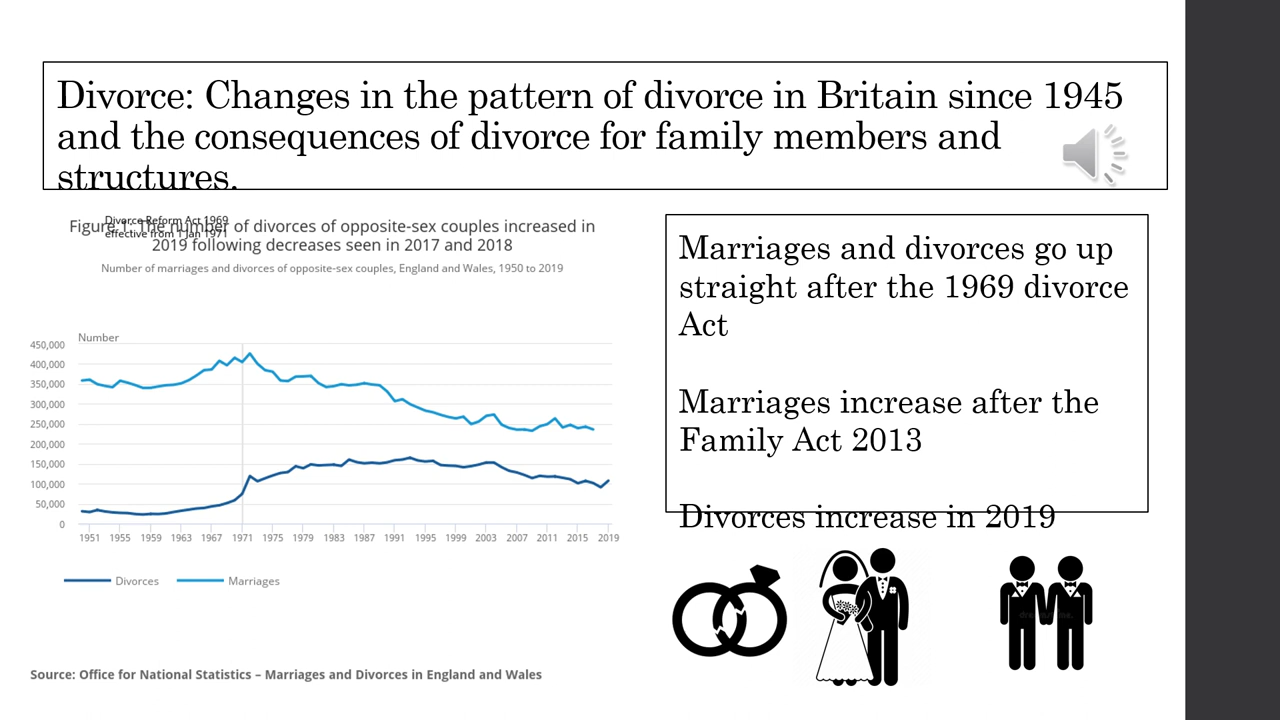 Divorce: Changes in the pattern of divorce in Britain since 1945
and the consequences of divorce for family members and
structures.
Divorce Reform Act 1969
effective from 1 Jan 1971
Figure 1: The number of divorces of opposite-sex couples increased in
2019 following decreases seen in 2017 and 2018
Number of marriages and divorces of opposite-sex couples, England and Wales, 1950 to 2019
Number
450,000
400,000
350,000
300,000
250,000
200,000
150,000
100,000
50,000
0
1951 1955 1959 1963 1967 1971 1975 1979 1983 1987 1991 1995 1999 2003 2007 2011 2015 2019
Divorces Marriages
Source: Office for National Statistics – Marriages and Divorces in England and Wales
Marriages and divorces go up
straight after the 1969 divorce
Act
Marriages increase after the
Family Act 2013
Divorces increase in 2019